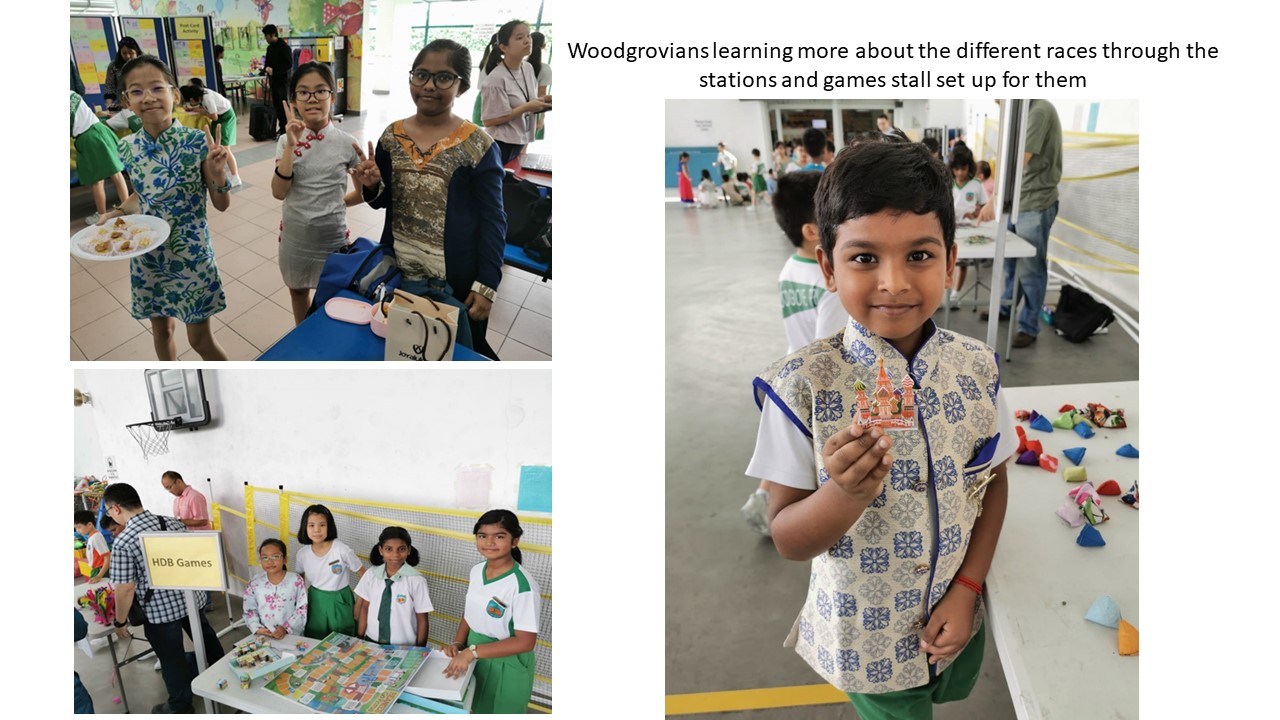 Woodgrovians learning more about the different races through the
stations and games stall set up for them
HDB Games